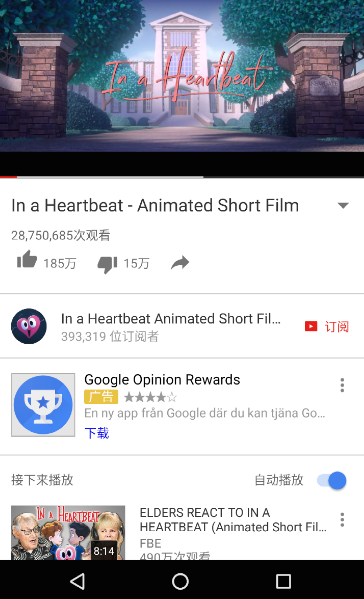 In a Heartbeat
In a Heartbeat - Animated Short Film
28,750,685次观看
185万
15万
In a Heartbeat Animated Short Fil...
393,319 位订阅者
订阅
Google Opinion Rewards
广告
En ny app från Google där du kan tjäna Go...
下载
接下来播放
自动播放
IN A HEARTBEAT
8:14
ELDERS REACT TO IN A
HEARTBEAT (Animated Short Fil...
FBE
490万次观看